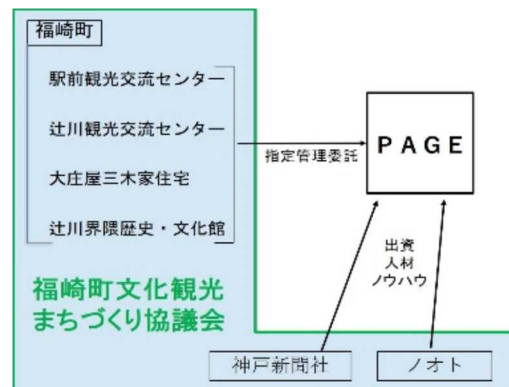 福崎町
駅前観光交流センター
辻川観光交流センター
大庄屋三木家住宅
辻川界隈歴史・文化館
指定管理委託
PAGE
出資
人材
ノウハウ
福崎町文化観光
まちづくり協議会
神戸新聞社
ノオト